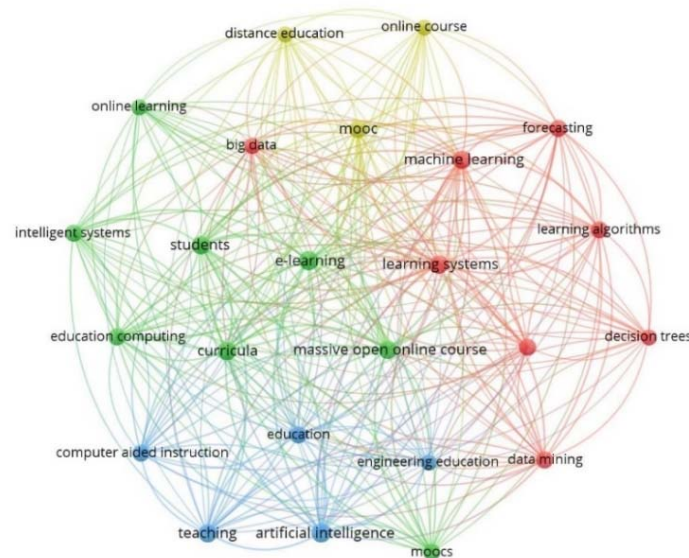 online course
distance education
online learning
mooc
forecasting
big data
machine learning
intelligent systems
students
learning algorithms
e-learning
learning systems
education computing
curricula
massive open online course
decision trees
education
computer aided instruction
engineering education
data mining
teaching
artificial intelligence
moocs